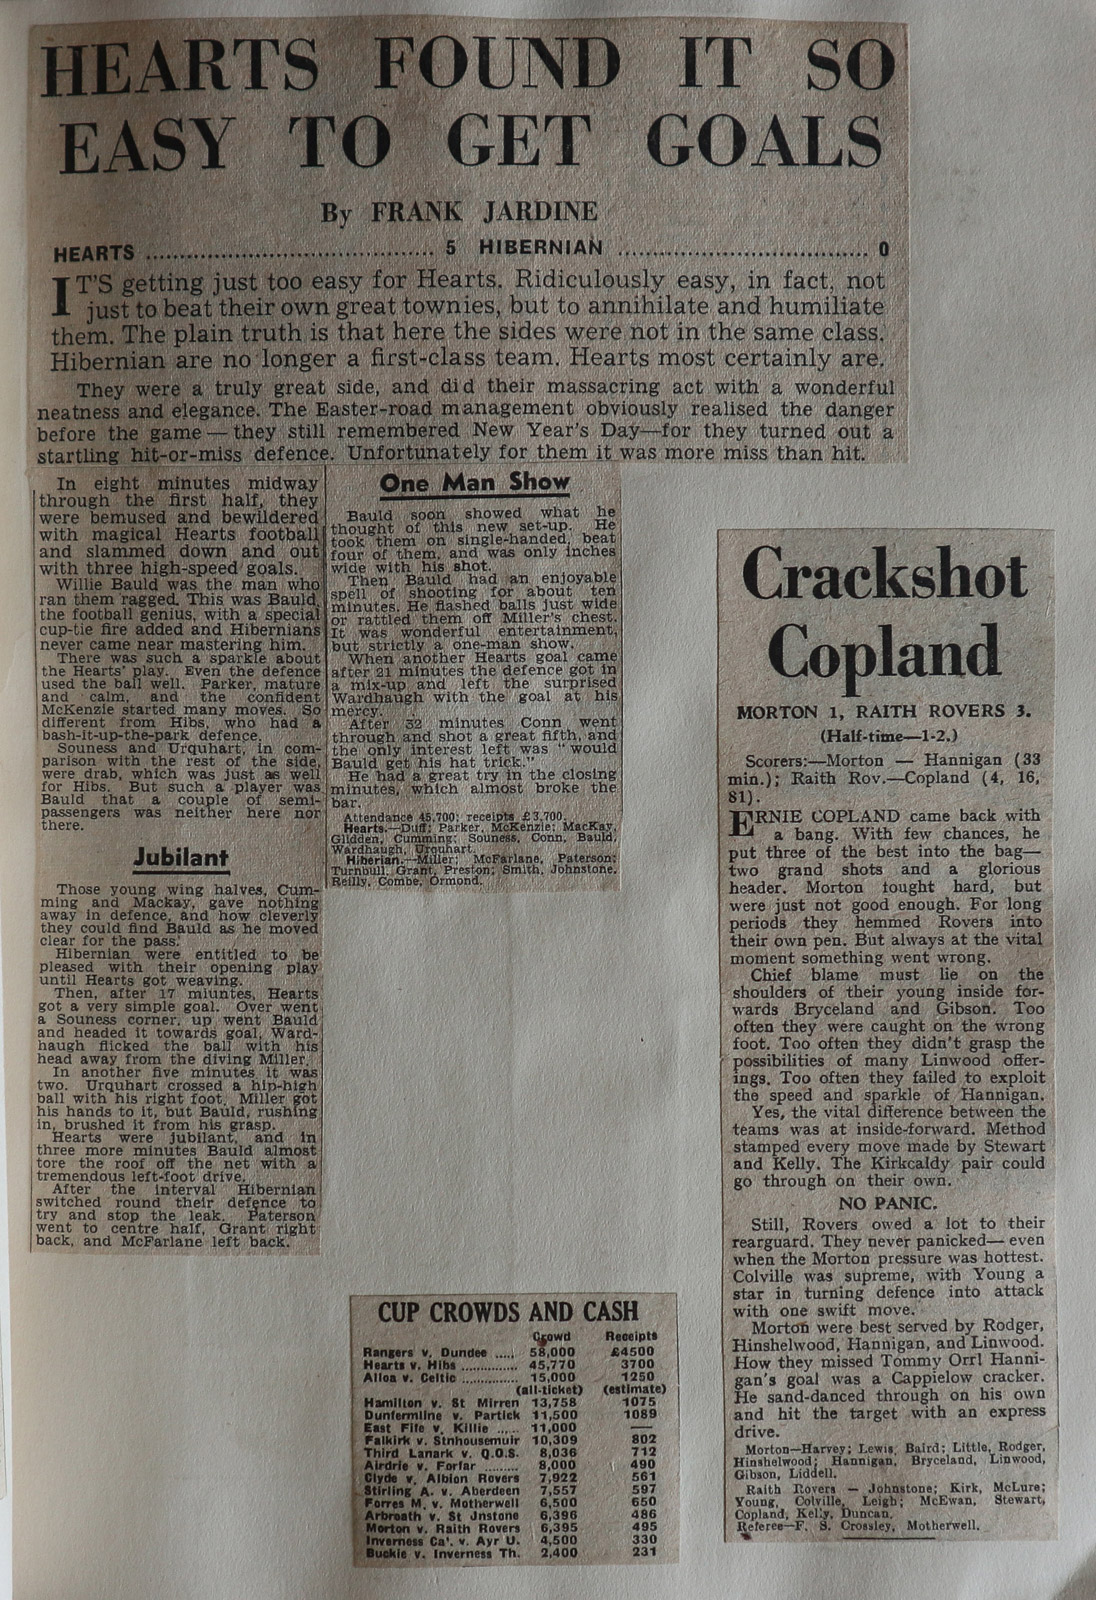 HEARTS FOUND IT SO
EASY TO GET GOALS
By FRANK JARDINE
HEARTS .................................... 5 HIBERNIAN .................................... 0
IT'S getting just too easy for Hearts. Ridiculously easy, in fact, not
just to beat their own great townies, but to annihilate and humiliate
them. The plain truth is that here the sides were not in the same class.
Hibernian are no longer a first-class team. Hearts most certainly are.
They were a truly great side, and did their massacring act with a wonderful
neatness and elegance. The Easter-road management obviously realised the danger
before the game — they still remembered New Year's Day—for they turned out a
startling hit-or-miss defence. Unfortunately for them it was more miss than hit.
In eight minutes midway
through the first half, they
were bemused and bewildered
with magical Hearts football
and slammed down and out
with three high-speed goals.
Willie Bauld was the man who
ran them ragged. This was Bauld,
the football genius, with a special
cup-tie fire added and Hibernians
never came near mastering him.
There was such a sparkle about
the Hearts' play. Even the defence
used the ball well. Parker, mature
and calm, and the confident
McKenzie started many moves. So
different from Hibs, who had a
bash-it-up-the-park defence.
Souness and Urquhart, in com-
parison with the rest of the side,
were drab, which was just as well
for Hibs. But such a player was
Bauld that a couple of semi-
passengers was neither here nor
there.
Jubilant
Those young wing halves, Cum-
ming and Mackay, gave nothing
away in defence, and how cleverly
they could find Bauld as he moved
clear for the pass.
Hibernian were entitled to be
pleased with their opening play
until Hearts got weaving.
Then, after 17 miuntes, Hearts
got a very simple goal. Over went
a Souness corner, up went Bauld
and headed it towards goal, Ward-
haugh flicked the ball with his
head away from the diving Miller.
In another five minutes it was
two. Urquhart crossed a hip-high
ball with his right foot, Miller got
his hands to it, but Bauld, rushing
in, brushed it from his grasp.
Hearts were jubilant, and in
three more minutes Bauld almost
tore the roof off the net with a
tremendous left-foot drive.
After the interval Hibernian
switched round their defence to
try and stop the leak. Paterson
went to centre half, Grant right
back, and McFarlane left back.
One Man Show
Bauld soon showed what he
thought of this new set-up. He
took them on single-handed, beat
four of them, and was only inches
wide with his shot.
Then Bauld had an enjoyable
spell of shooting for about ten
minutes. He flashed balls just wide
or rattled them off Miller's chest.
It was wonderful entertainment,
but strictly a one-man show.
When another Hearts goal came
after 21 minutes the defence got in
a mix-up and left the surprised
Wardhaugh with the goal at his
mercy.
After 32 minutes Conn went
through and shot a great fifth, and
the only interest left was "would
Bauld get his hat trick."
He had a great try in the closing
minutes, which almost broke the
bar.
Attendance 45,700; receipts £3,700.
Hearts.—Duff; Parker, McKenzie; MacKay,
Glidden, Cumming; Souness, Conn, Bauld,
Wardhaugh, Urquhart.
Hiberian.—Miller; McFarlane, Paterson;
Turnbull, Grant, Preston; Smith, Johnstone,
Reilly, Combe, Ormond.
Crackshot
Copland
MORTON 1, RAITH ROVERS 3.
(Half-time—1-2.)
Scorers:—Morton — Hannigan (33
min.); Raith Rov.—Copland (4, 16,
81).
ERNIE COPLAND came back with
a bang. With few chances, he
put three of the best into the bag—
two grand shots and a glorious
header. Morton fought hard, but
were just not good enough. For long
periods they hemmed Rovers into
their own pen. But always at the vital
moment something went wrong.
Chief blame must lie on the
shoulders of their young inside for-
wards Bryceland and Gibson. Too
often they were caught on the wrong
foot. Too often they didn't grasp the
possibilities of many Linwood offer-
ings. Too often they failed to exploit
the speed and sparkle of Hannigan.
Yes, the vital difference between the
teams was at inside-forward. Method
stamped every move made by Stewart
and Kelly. The Kirkcaldy pair could
go through on their own.
NO PANIC.
Still, Rovers owed a lot to their
rearguard. They never panicked—even
when the Morton pressure was hottest.
Colville was supreme, with Young a
star in turning defence into attack
with one swift move.
Morton were best served by Rodger,
Hinshelwood, Hannigan, and Linwood.
How they missed Tommy Orr! Hanni-
gan's goal was a Cappielow cracker.
He sand-danced through on his own
and hit the target with an express
drive.
Morton—Harvey; Lewis, Baird; Little, Rodger,
Hinshelwood; Hannigan, Bryceland, Linwood,
Gibson, Liddell.
Raith Rovers — Johnstone; Kirk, McLure;
Young, Colville, Leigh; McEwan, Stewart,
Copland, Kelly, Duncan.
Referee—F. S. Crossley, Motherwell.
CUP CROWDS AND CASH
Crowd Receipts
Rangers v. Dundee ..... 58,000 £4500
Hearts v. Hibs .............. 45,770 3700
Alloa v. Celtic .............. 15,000 1250
(all-ticket) (estimate)
Hamilton v. St Mirren 13,758 1075
Dunfermline v. Partick 11,500 1089
East Fife v. Killie ...... 11,000 —
Falkirk v. Stnhousemuir 10,309 802
Third Lanark v. Q.O.S. 8,036 712
Airdrie v. Forfar ........ 8,000 490
Clyde v. Albion Rovers 7,922 561
Stirling A. v. Aberdeen 7,557 597
Forres M. v. Motherwell 6,500 650
Arbroath v. St Jnstone 6,396 486
Morton v. Raith Rovers 6,395 495
Inverness Ca'. v. Ayr U. 4,500 330
Buckie v. Inverness Th. 2,400 231